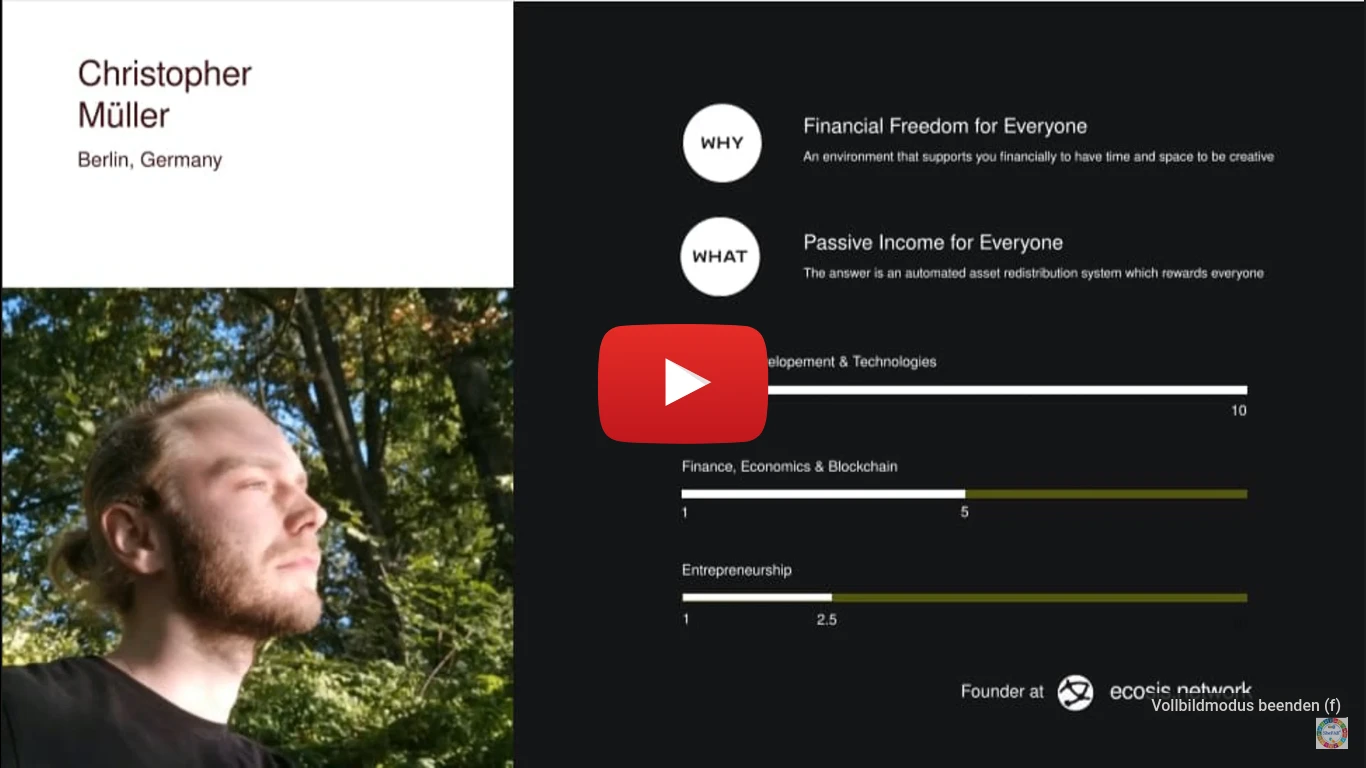 Christopher
Müller
Berlin, Germany
WHY
Financial Freedom for Everyone
An environment that supports you financially to have time and space to be creative
WHAT
Passive Income for Everyone
The answer is an automated asset redistribution system which rewards everyone
elopement & Technologies
10
Finance, Economics & Blockchain
1
5
Entrepreneurship
1
2.5
Founder at
ecosis network
Vollbildmodus beenden (f)